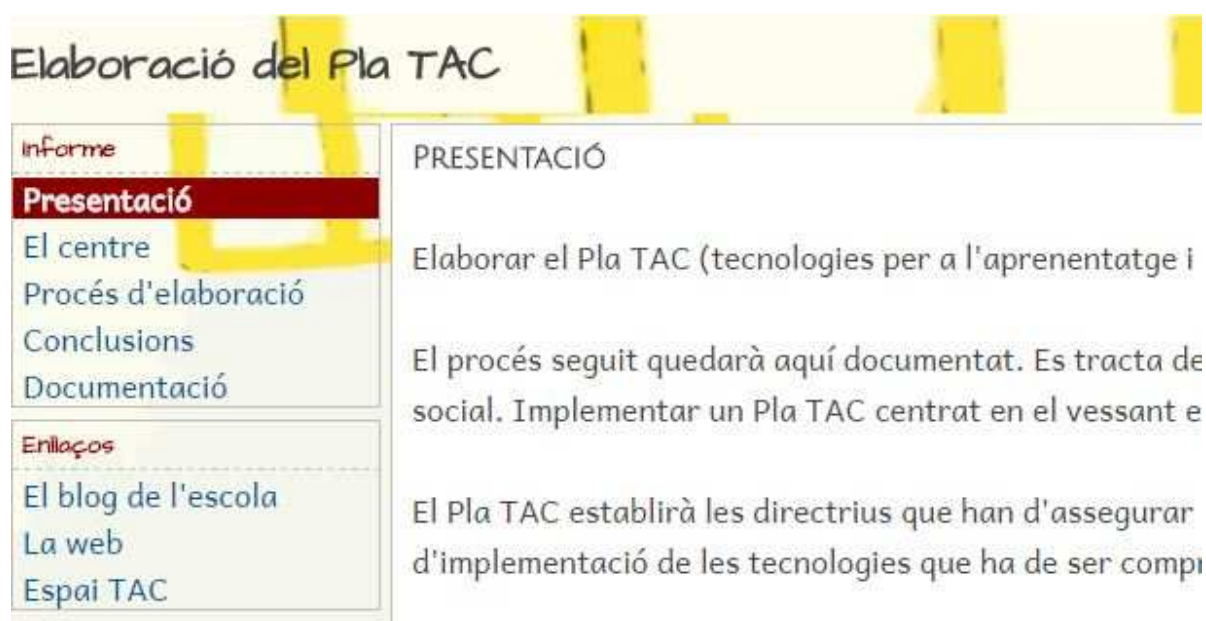 Elaboració del Pla TAC
Informe
Presentació
El centre
Procés d'elaboració
Conclusions
Documentació
Enllaços
El blog de l'escola
La web
Espai TAC
PRESENTACIÓ
Elaborar el Pla TAC (tecnologies per a l'aprenentatge i
El procés seguit quedarà aquí documentat. Es tracta de
social. Implementar un Pla TAC centrat en el vessant e
El Pla TAC establirà les directrius que han d'assegurar
d'implementació de les tecnologies que ha de ser comp